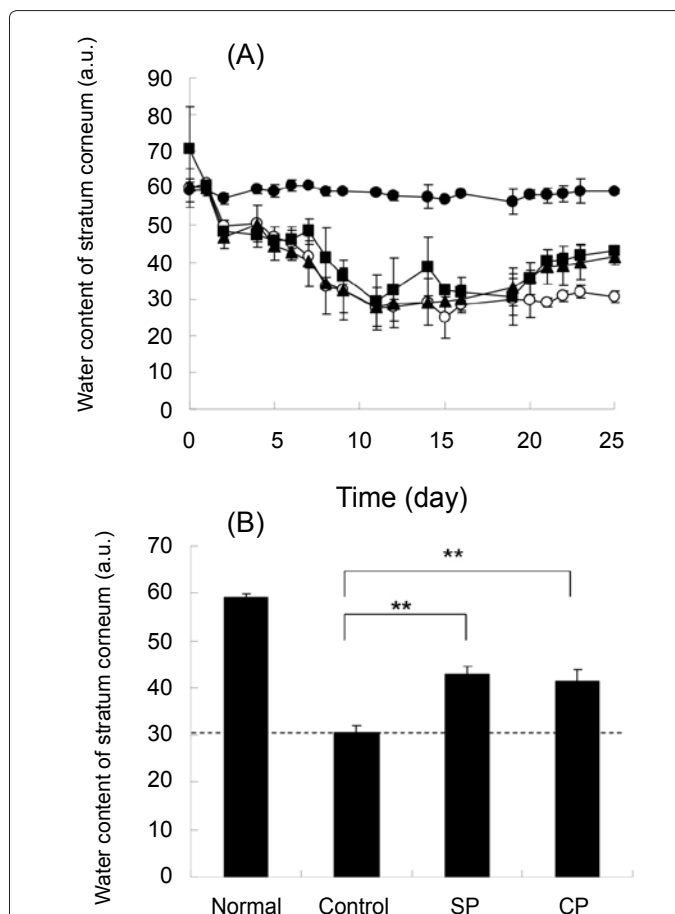 (A)
Water content of stratum corneum (a.u.)
90
80
70
60
50
40
30
20
10
0
0 5 10 15 20 25
Time (day)
(B)
Water content of stratum corneum (a.u.)
70
60
50
40
30
20
10
0
**
**
Normal Control SP CP